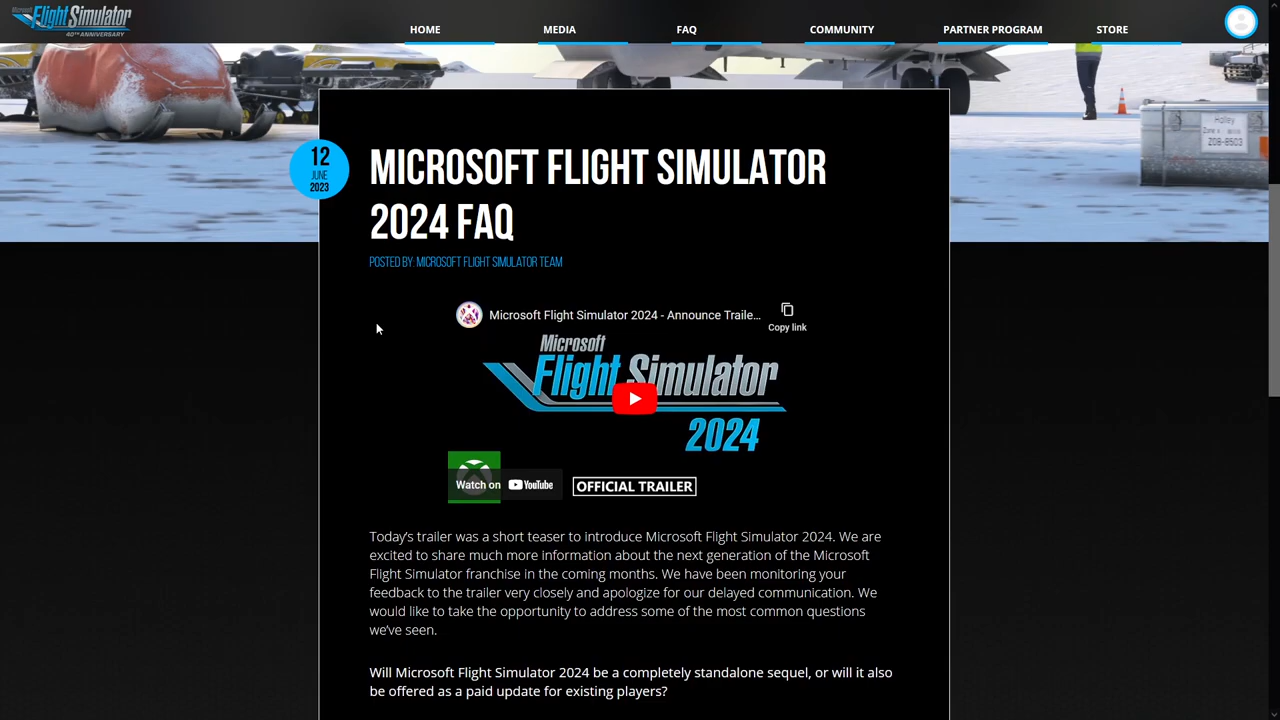 Microsoft
Flight Simulator
40TH ANNIVERSARY
HOME
MEDIA
FAQ
COMMUNITY
PARTNER PROGRAM
STORE
Holley
208-8503
12
JUNE
2023
MICROSOFT FLIGHT SIMULATOR
2024 FAQ
POSTED BY: MICROSOFT FLIGHT SIMULATOR TEAM
Microsoft Flight Simulator 2024 - Announce Traile...
Copy link
Microsoft
Flight Simulator
2024
Watch on YouTube
OFFICIAL TRAILER
Today’s trailer was a short teaser to introduce Microsoft Flight Simulator 2024. We are
excited to share much more information about the next generation of the Microsoft
Flight Simulator franchise in the coming months. We have been monitoring your
feedback to the trailer very closely and apologize for our delayed communication. We
would like to take the opportunity to address some of the most common questions
we’ve seen.
Will Microsoft Flight Simulator 2024 be a completely standalone sequel, or will it also
be offered as a paid update for existing players?